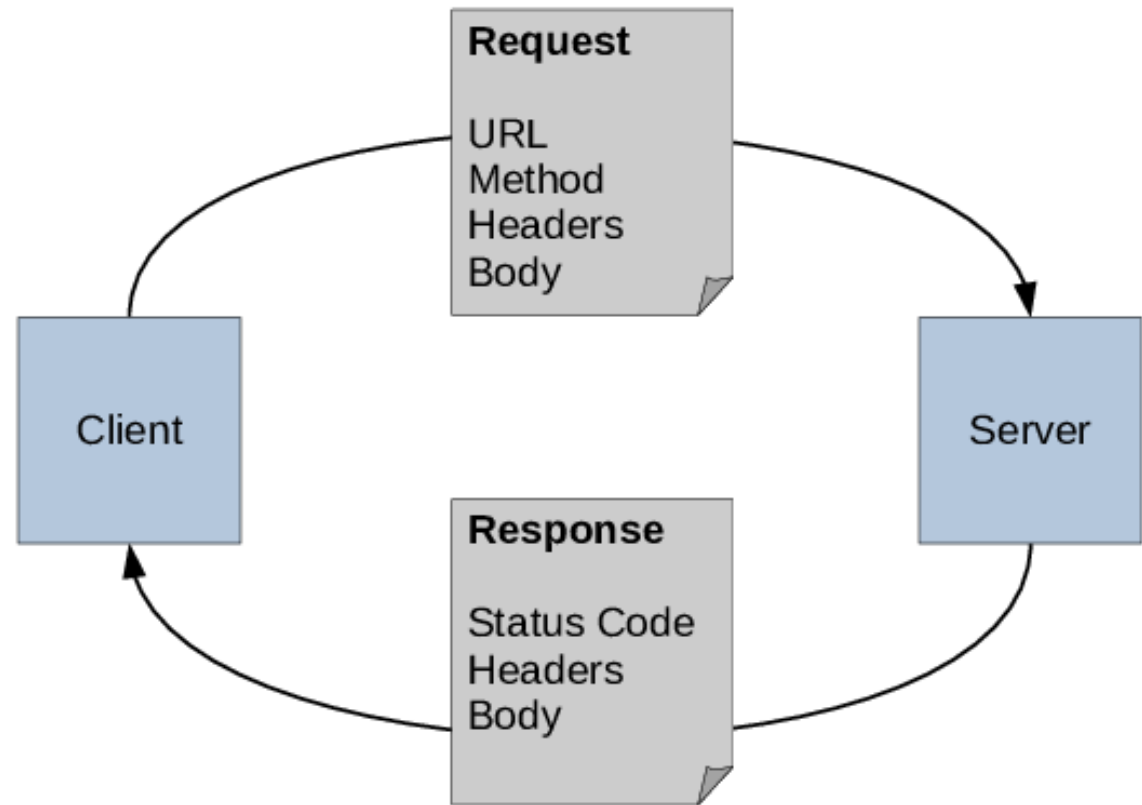 Request
URL
Method
Headers
Body
Client
Server
Response
Status Code
Headers
Body